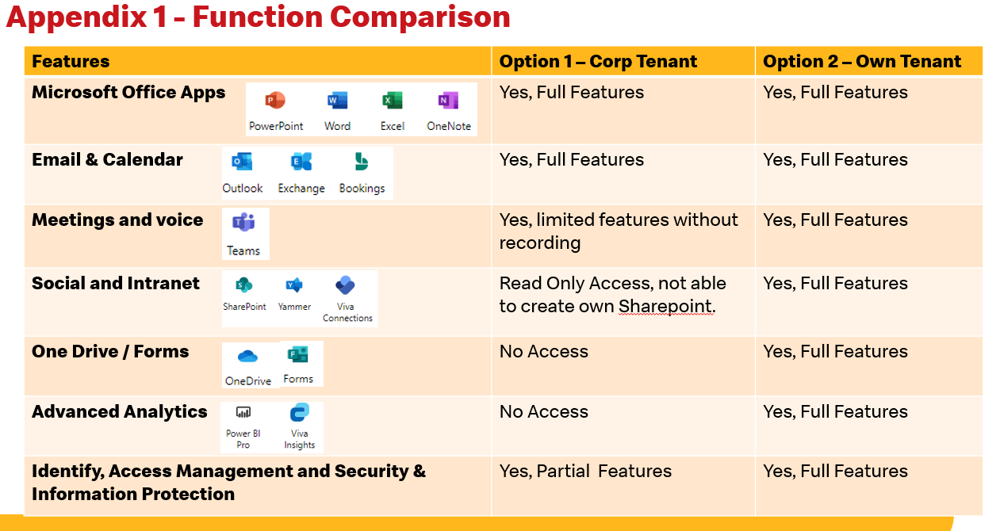 Appendix 1 - Function Comparison
Features
Option 1 – Corp Tenant
Option 2 – Own Tenant
Microsoft Office Apps
P
W
X
N
PowerPoint
Word
Excel
OneNote
Yes, Full Features
Yes, Full Features
Email & Calendar
O
E
Outlook
Exchange
Bookings
Yes, Full Features
Yes, Full Features
Meetings and voice
T
Teams
Yes, limited features without
recording
Yes, Full Features
Social and Intranet
S
Y
SharePoint
Yammer
Viva
Connections
Read Only Access, not able
to create own Sharepoint.
Yes, Full Features
One Drive / Forms
F
OneDrive
Forms
No Access
Yes, Full Features
Advanced Analytics
Power BI
Pro
Viva
Insights
No Access
Yes, Full Features
Identify, Access Management and Security &
Information Protection
Yes, Partial  Features
Yes, Full Features